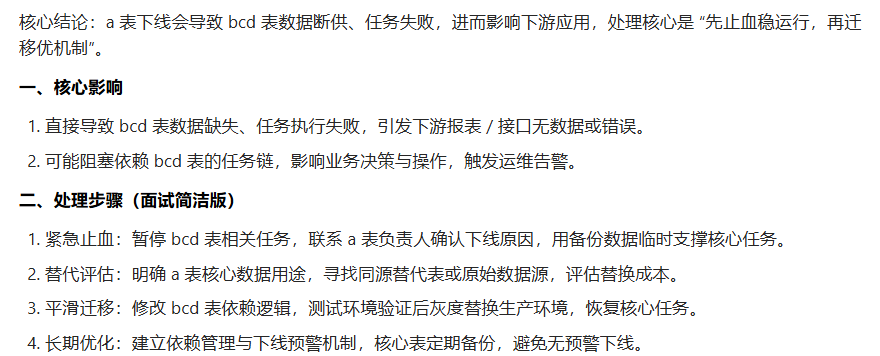 核心结论：a 表下线会导致 bcd 表数据断供、任务失败，进而影响下游应用，处理核心是 “先止血稳运行，再迁
移优机制”。
一、核心影响
1. 直接导致 bcd 表数据缺失、任务执行失败，引发下游报表 / 接口无数据或错误。
2. 可能阻塞依赖 bcd 表的任务链，影响业务决策与操作，触发运维告警。
二、处理步骤（面试简洁版）
1. 紧急止血：暂停 bcd 表相关任务，联系 a 表负责人确认下线原因，用备份数据临时支撑核心任务。
2. 替代评估：明确 a 表核心数据用途，寻找同源替代表或原始数据源，评估替换成本。
3. 平滑迁移：修改 bcd 表依赖逻辑，测试环境验证后灰度替换生产环境，恢复核心任务。
4. 长期优化：建立依赖管理与下线预警机制，核心表定期备份，避免无预警下线。